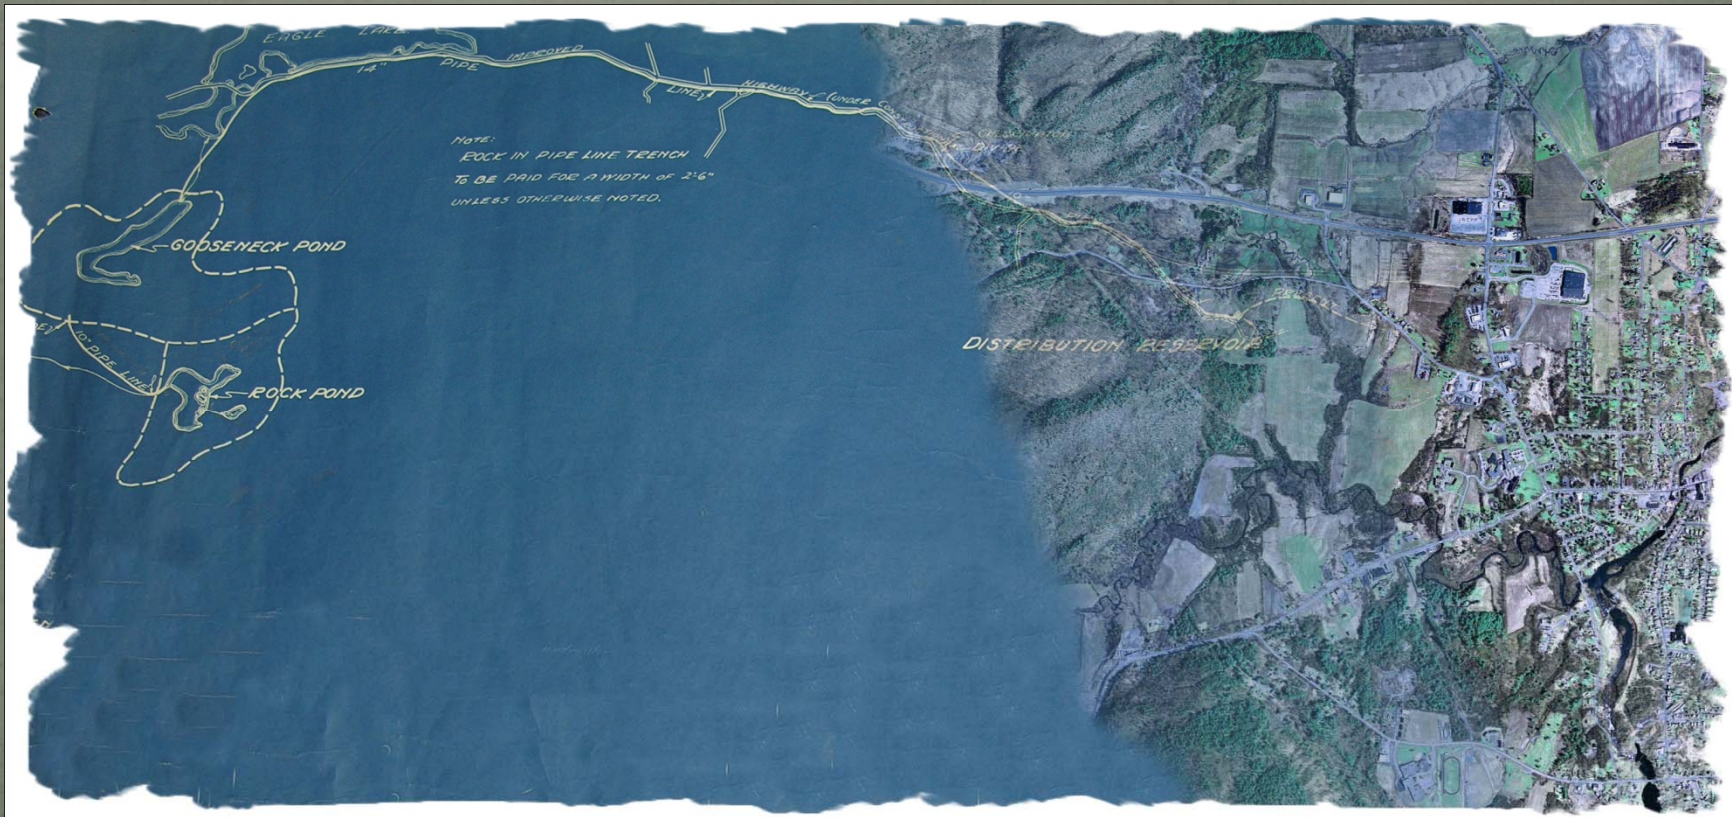 EAGLE LAKE
14"
PIPE
IMPROVED
LINE
HIGHWAY (UNDER
NOTE:
ROCK IN PIPE LINE TRENCH
TO BE PAID FOR A WIDTH OF 2'-6"
UNLESS OTHERWISE NOTED.
GOOSENECK POND
DISTRIBUTION RESERVOIR
10" PIPE LINE
ROCK POND